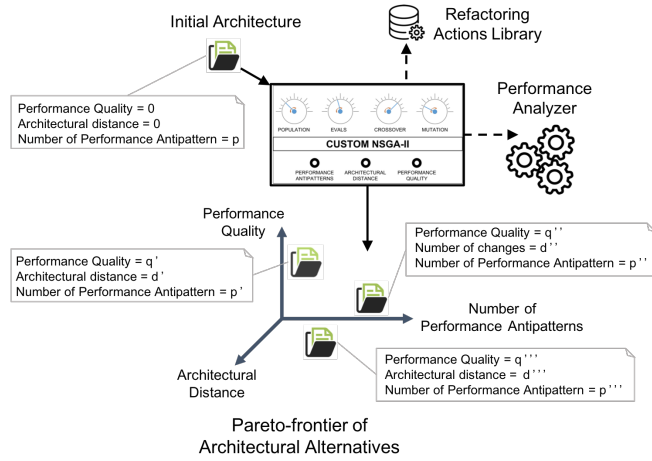 Initial Architecture
Refactoring
Actions Library
Performance Quality = 0
Architectural distance = 0
Number of Performance Antipattern = p
POPULATION
EVALS
CROSSOVER
MUTATION
CUSTOM NSGA-II
PERFORMANCE
ANTIPATTERNS
ARCHITECTURAL
DISTANCE
PERFORMANCE
QUALITY
Performance
Analyzer
Performance
Quality
Performance Quality = q'
Architectural distance = d'
Number of Performance Antipattern = p'
Performance Quality = q''
Number of changes = d''
Number of Performance Antipattern = p''
Number of
Performance Antipatterns
Architectural
Distance
Performance Quality = q'''
Architectural distance = d'''
Number of Performance Antipattern = p'''
Pareto-frontier of
Architectural Alternatives